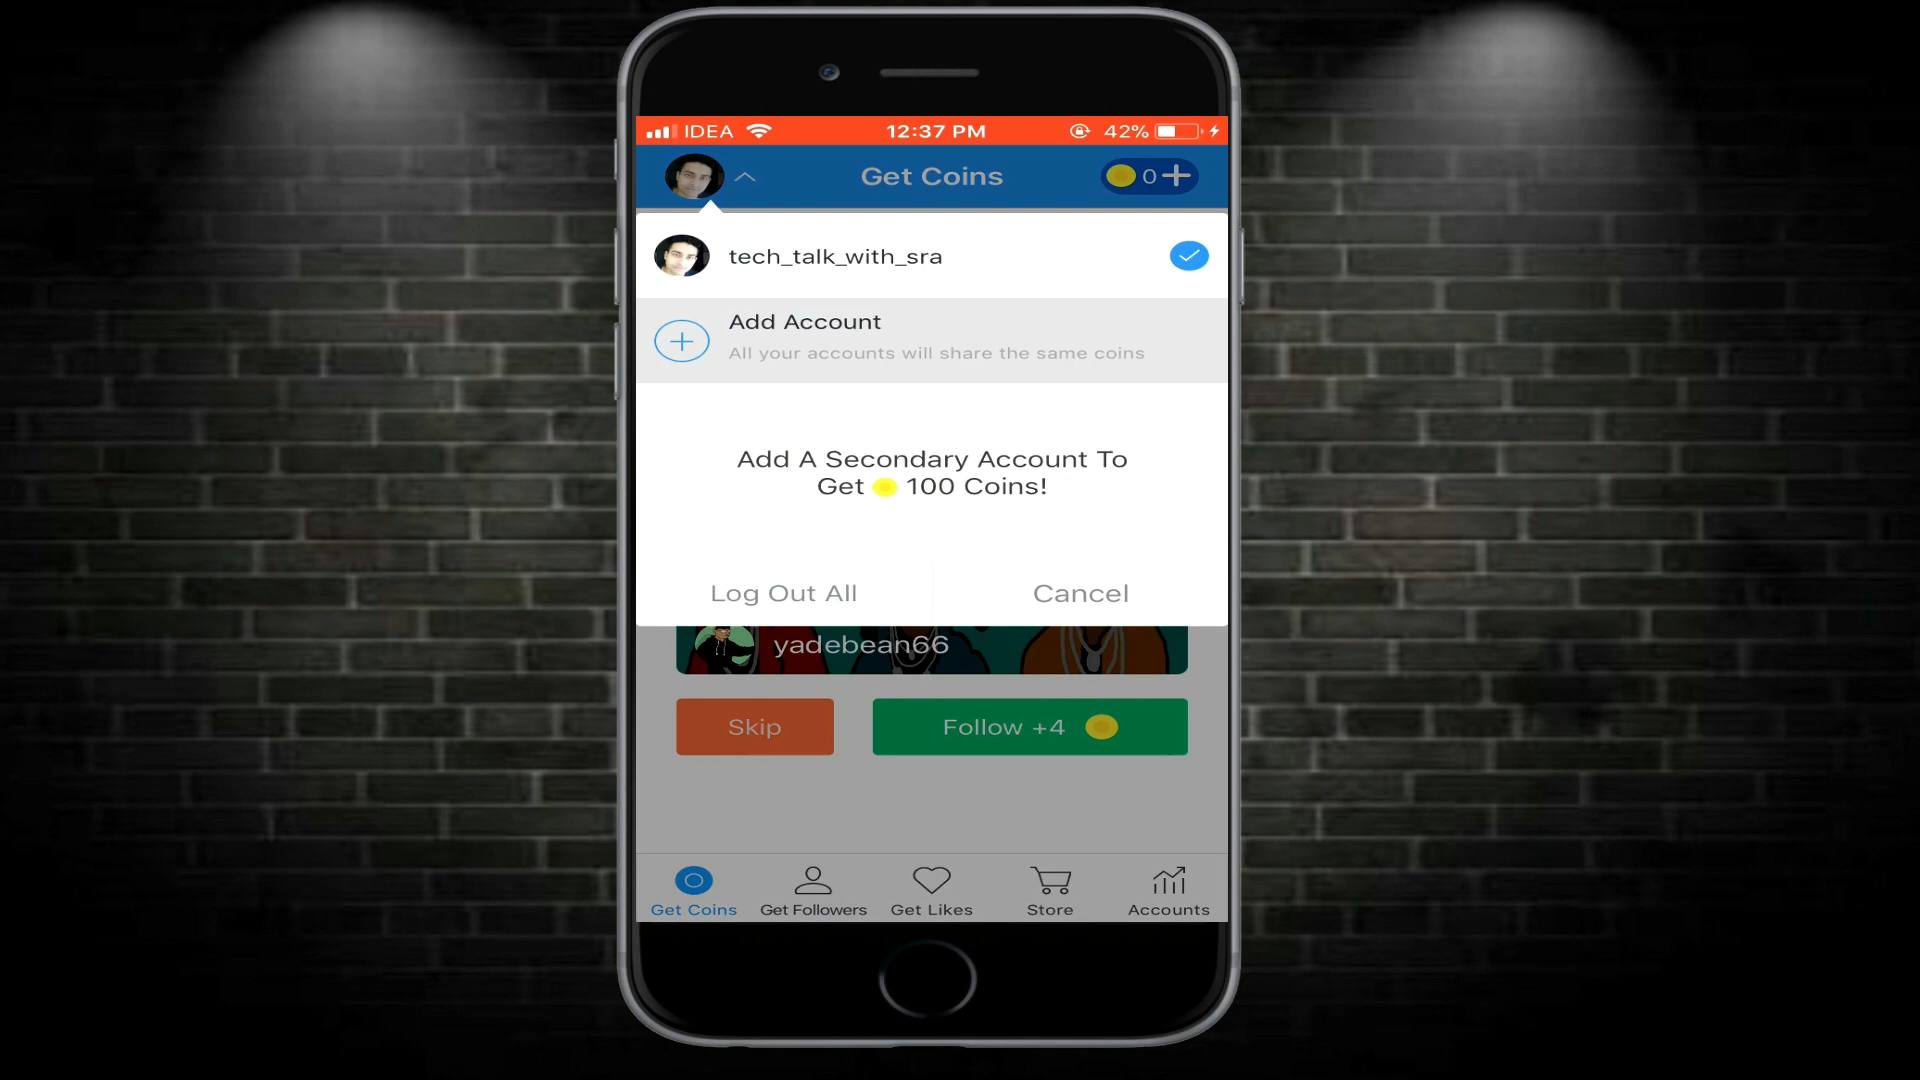 IDEA 12:37 PM 42%
Get Coins 0
tech_talk_with_sra
Add Account
All your accounts will share the same coins
Add A Secondary Account To
Get 100 Coins!
Log Out All Cancel
yadebean66
Skip Follow +4
Get Coins Get Followers Get Likes Store Accounts